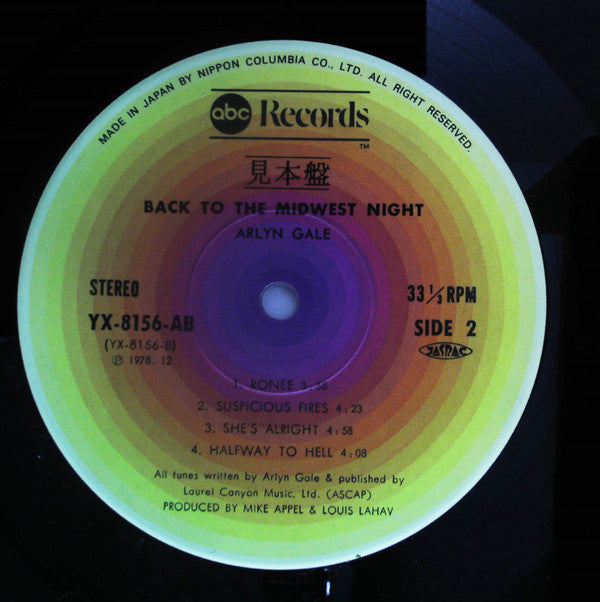 MADE IN JAPAN BY NIPPON COLUMBIA CO., LTD. ALL RIGHT RESERVED.
abc Records
TM
見本盤
BACK TO THE MIDWEST NIGHT
ARLYN GALE
STEREO
33 1/3 RPM
YX-8156-AB
SIDE 2
(YX-8156-B)
JASRAC
Ⓟ 1978. 12
1. RONEE 3:56
2. SUSPICIOUS FIRES 4:23
3. SHE'S ALRIGHT 4:58
4. HALFWAY TO HELL 4:08
All tunes written by Arlyn Gale & published by
Laurel Canyon Music, Ltd. (ASCAP)
PRODUCED BY MIKE APPEL & LOUIS LAHAV